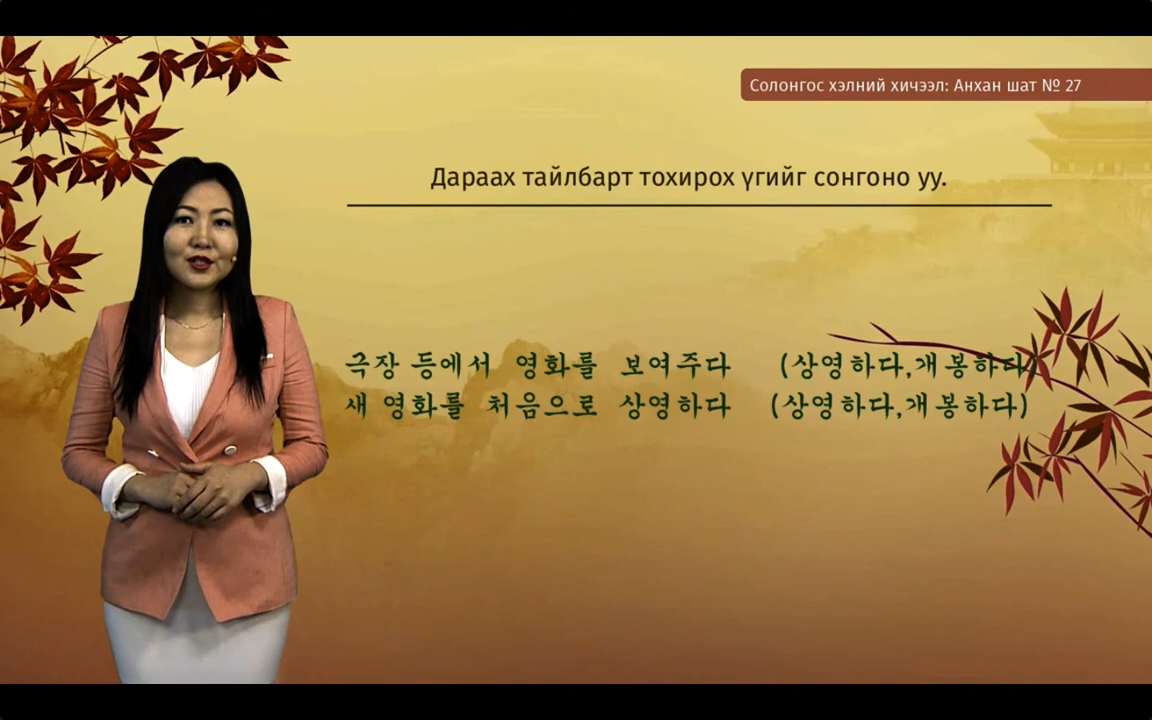 Солонгос хэлний хичээл: Анхан шат № 27
Дараах тайлбарт тохирох үгийг сонгоно уу.
극장 등에서 영화를 보여주다 (상영하다,개봉하다)
새 영화를 처음으로 상영하다 (상영하다,개봉하다)